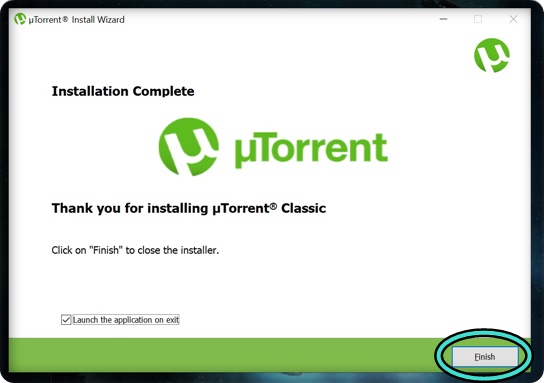 µTorrent® Install Wizard
Installation Complete
µTorrent
Thank you for installing µTorrent® Classic
Click on "Finish" to close the installer.
Launch the application on exit
Finish